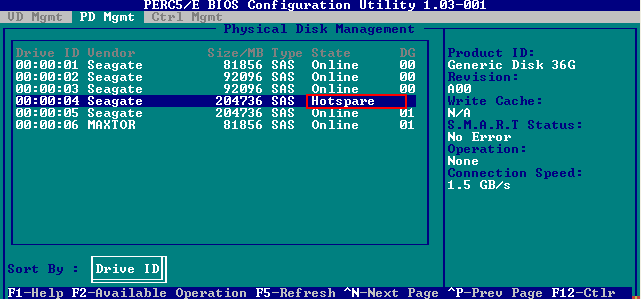 PERC5/E BIOS Configuration Utility 1.03-001
VD Mgmt PD Mgmt Ctrl Mgmt
Physical Disk Management
Drive ID Vendor Size/MB Type State DG
00:00:01 Seagate 81856 SAS Online 00
00:00:02 Seagate 92096 SAS Online 00
00:00:03 Seagate 92096 SAS Online 00
00:00:04 Seagate 204736 SAS Hotspare
00:00:05 Seagate 204736 SAS Online 01
00:00:06 MAXTOR 81856 SAS Online 01
Product ID:
Generic Disk 36G
Revision:
A00
Write Cache:
N/A
S.M.A.R.T Status:
No Error
Operation:
None
Connection Speed:
1.5 GB/s
Sort By : Drive ID
F1-Help F2-Available Operation F5-Refresh ^N-Next Page ^P-Prev Page F12-Ctlr